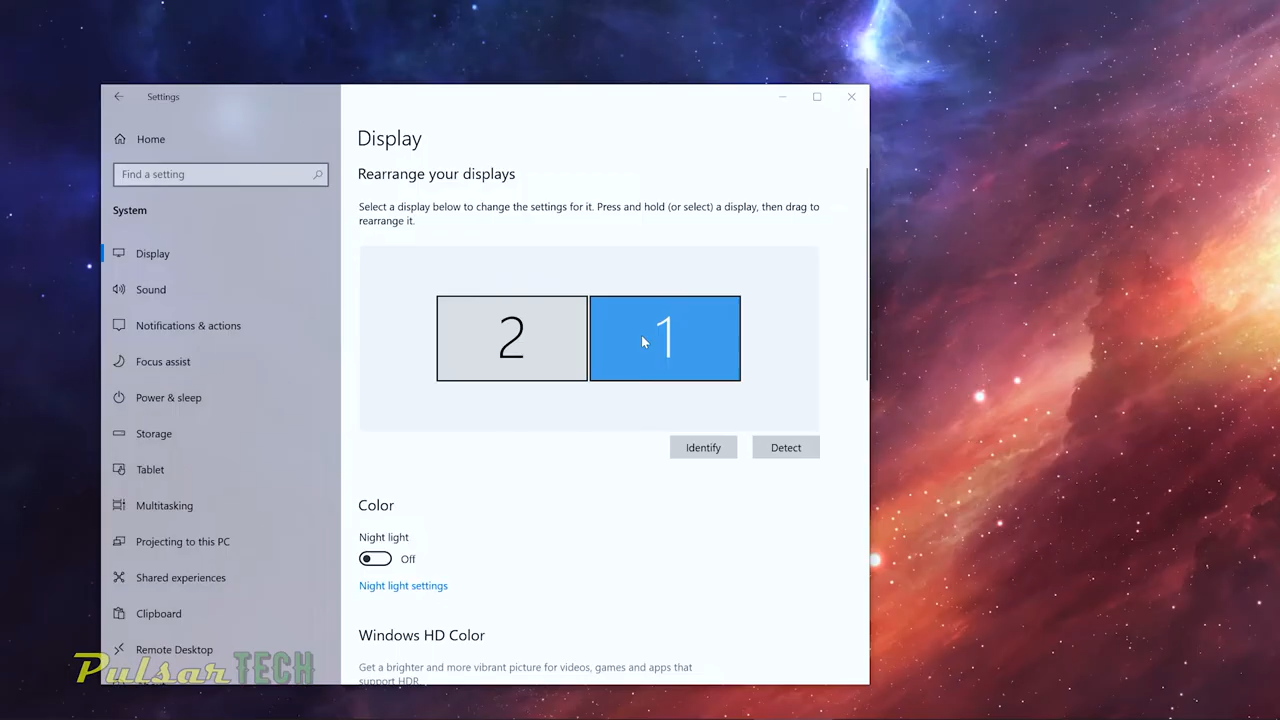 Settings
Home
Find a setting
System
Display
Sound
Notifications & actions
Focus assist
Power & sleep
Storage
Tablet
Multitasking
Projecting to this PC
Shared experiences
Clipboard
Remote Desktop
PulsarTECH
Display
Rearrange your displays
Select a display below to change the settings for it. Press and hold (or select) a display, then drag to
rearrange it.
2 1
Identify Detect
Color
Night light
Off
Night light settings
Windows HD Color
Get a brighter and more vibrant picture for videos, games and apps that
support HDR.